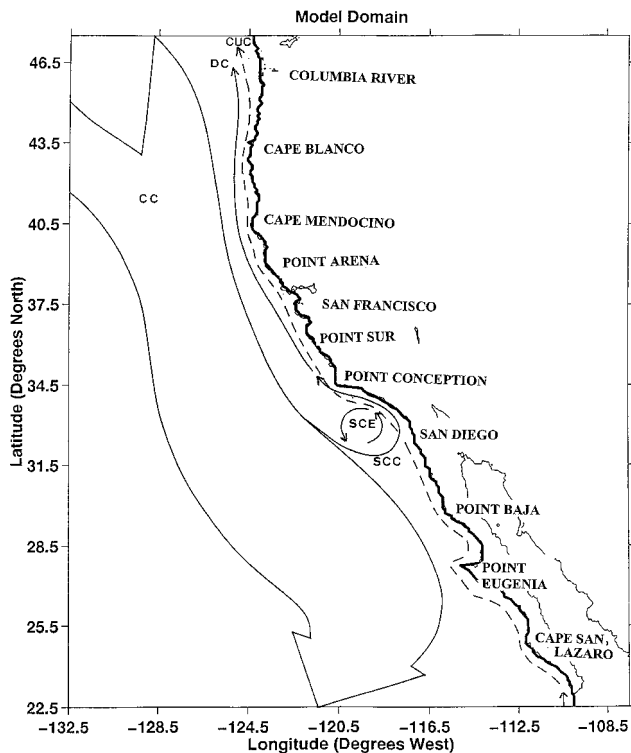 Model Domain
CUC
DC
COLUMBIA RIVER
CAPE BLANCO
CC
CAPE MENDOCINO
POINT ARENA
SAN FRANCISCO
POINT SUR
POINT CONCEPTION
SCE
SAN DIEGO
SCC
POINT BAJA
POINT
EUGENIA
CAPE SAN,
LAZARO
46.5
43.5
40.5
37.5
34.5
31.5
28.5
25.5
22.5
Latitude (Degrees North)
−132.5 −128.5 −124.5 −120.5 −116.5 −112.5 −108.5
Longitude (Degrees West)